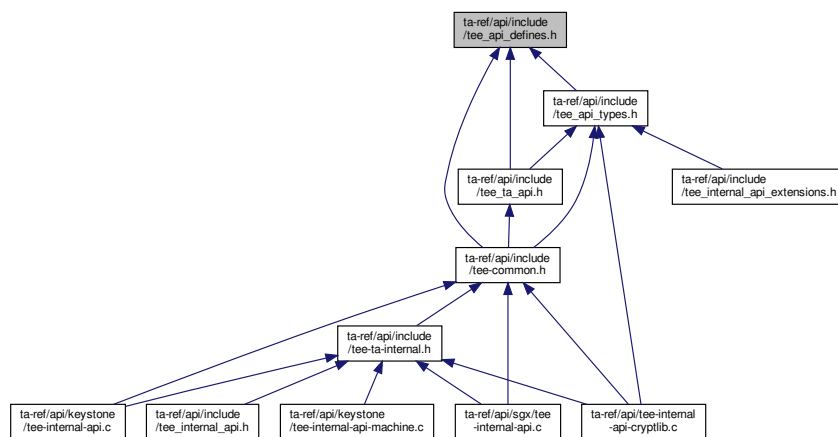 ta-ref/api/include
/tee_api_defines.h
ta-ref/api/include
/tee_api_types.h
ta-ref/api/include
/tee_ta_api.h
ta-ref/api/include
/tee_internal_api_extensions.h
ta-ref/api/include
/tee-common.h
ta-ref/api/include
/tee-ta-internal.h
ta-ref/api/keystone
/tee-internal-api.c
ta-ref/api/include
/tee_internal_api.h
ta-ref/api/keystone
/tee-internal-api-machine.c
ta-ref/api/sgx/tee
-internal-api.c
ta-ref/api/tee-internal
-api-cryptlib.c